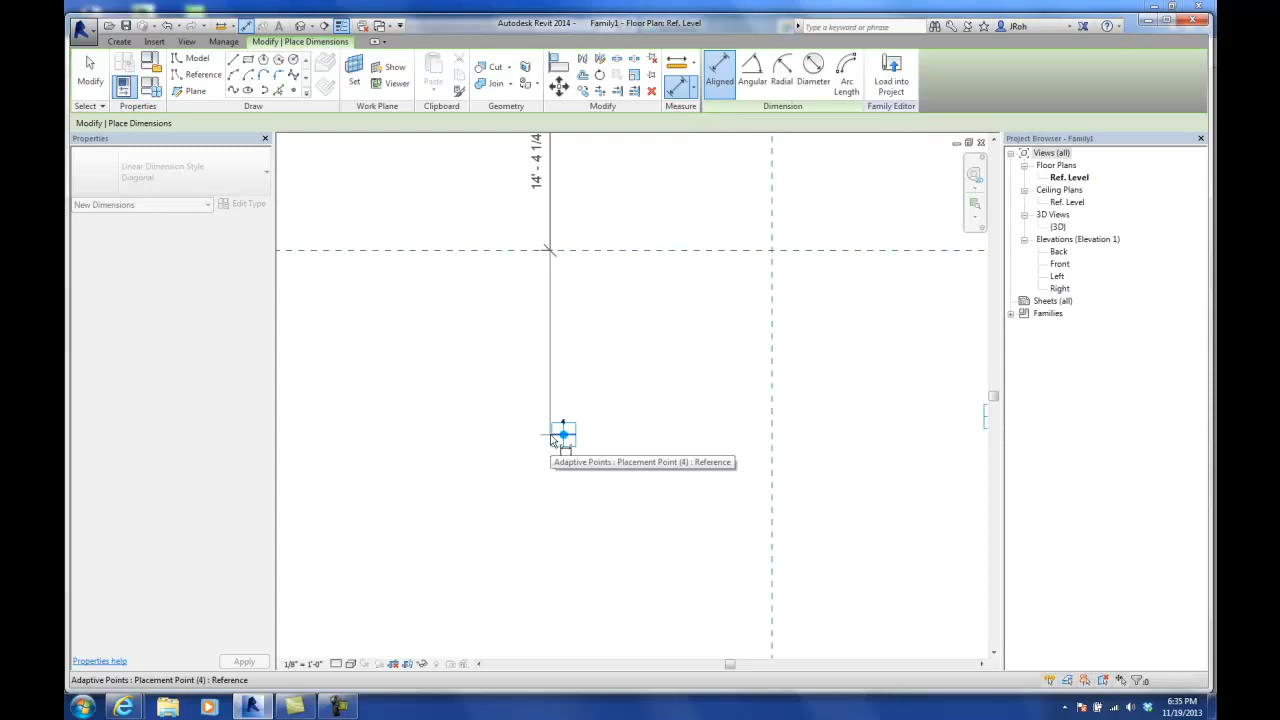 Autodesk Revit 2014 - Family1 - Floor Plan: Ref. Level
Type a keyword or phrase
JRoh
Create Insert View Manage Modify | Place Dimensions
Modify
Model
Reference
Plane
Set
Show
Viewer
Paste
Cut
Join
Aligned Angular Radial Diameter Arc Length
Load into Project
Select Properties Draw Work Plane Clipboard Geometry Modify Measure Dimension Family Editor
Modify | Place Dimensions
Properties
Linear Dimension Style
Diagonal
New Dimensions Edit Type
14' - 4 1/4
Adaptive Points : Placement Point (4) : Reference
Project Browser - Family1
Views (all)
Floor Plans
Ref. Level
Ceiling Plans
Ref. Level
3D Views
{3D}
Elevations (Elevation 1)
Back
Front
Left
Right
Sheets (all)
Families
Properties help Apply
1/8" = 1'-0"
Adaptive Points : Placement Point (4) : Reference
:0
6:35 PM
11/19/2013